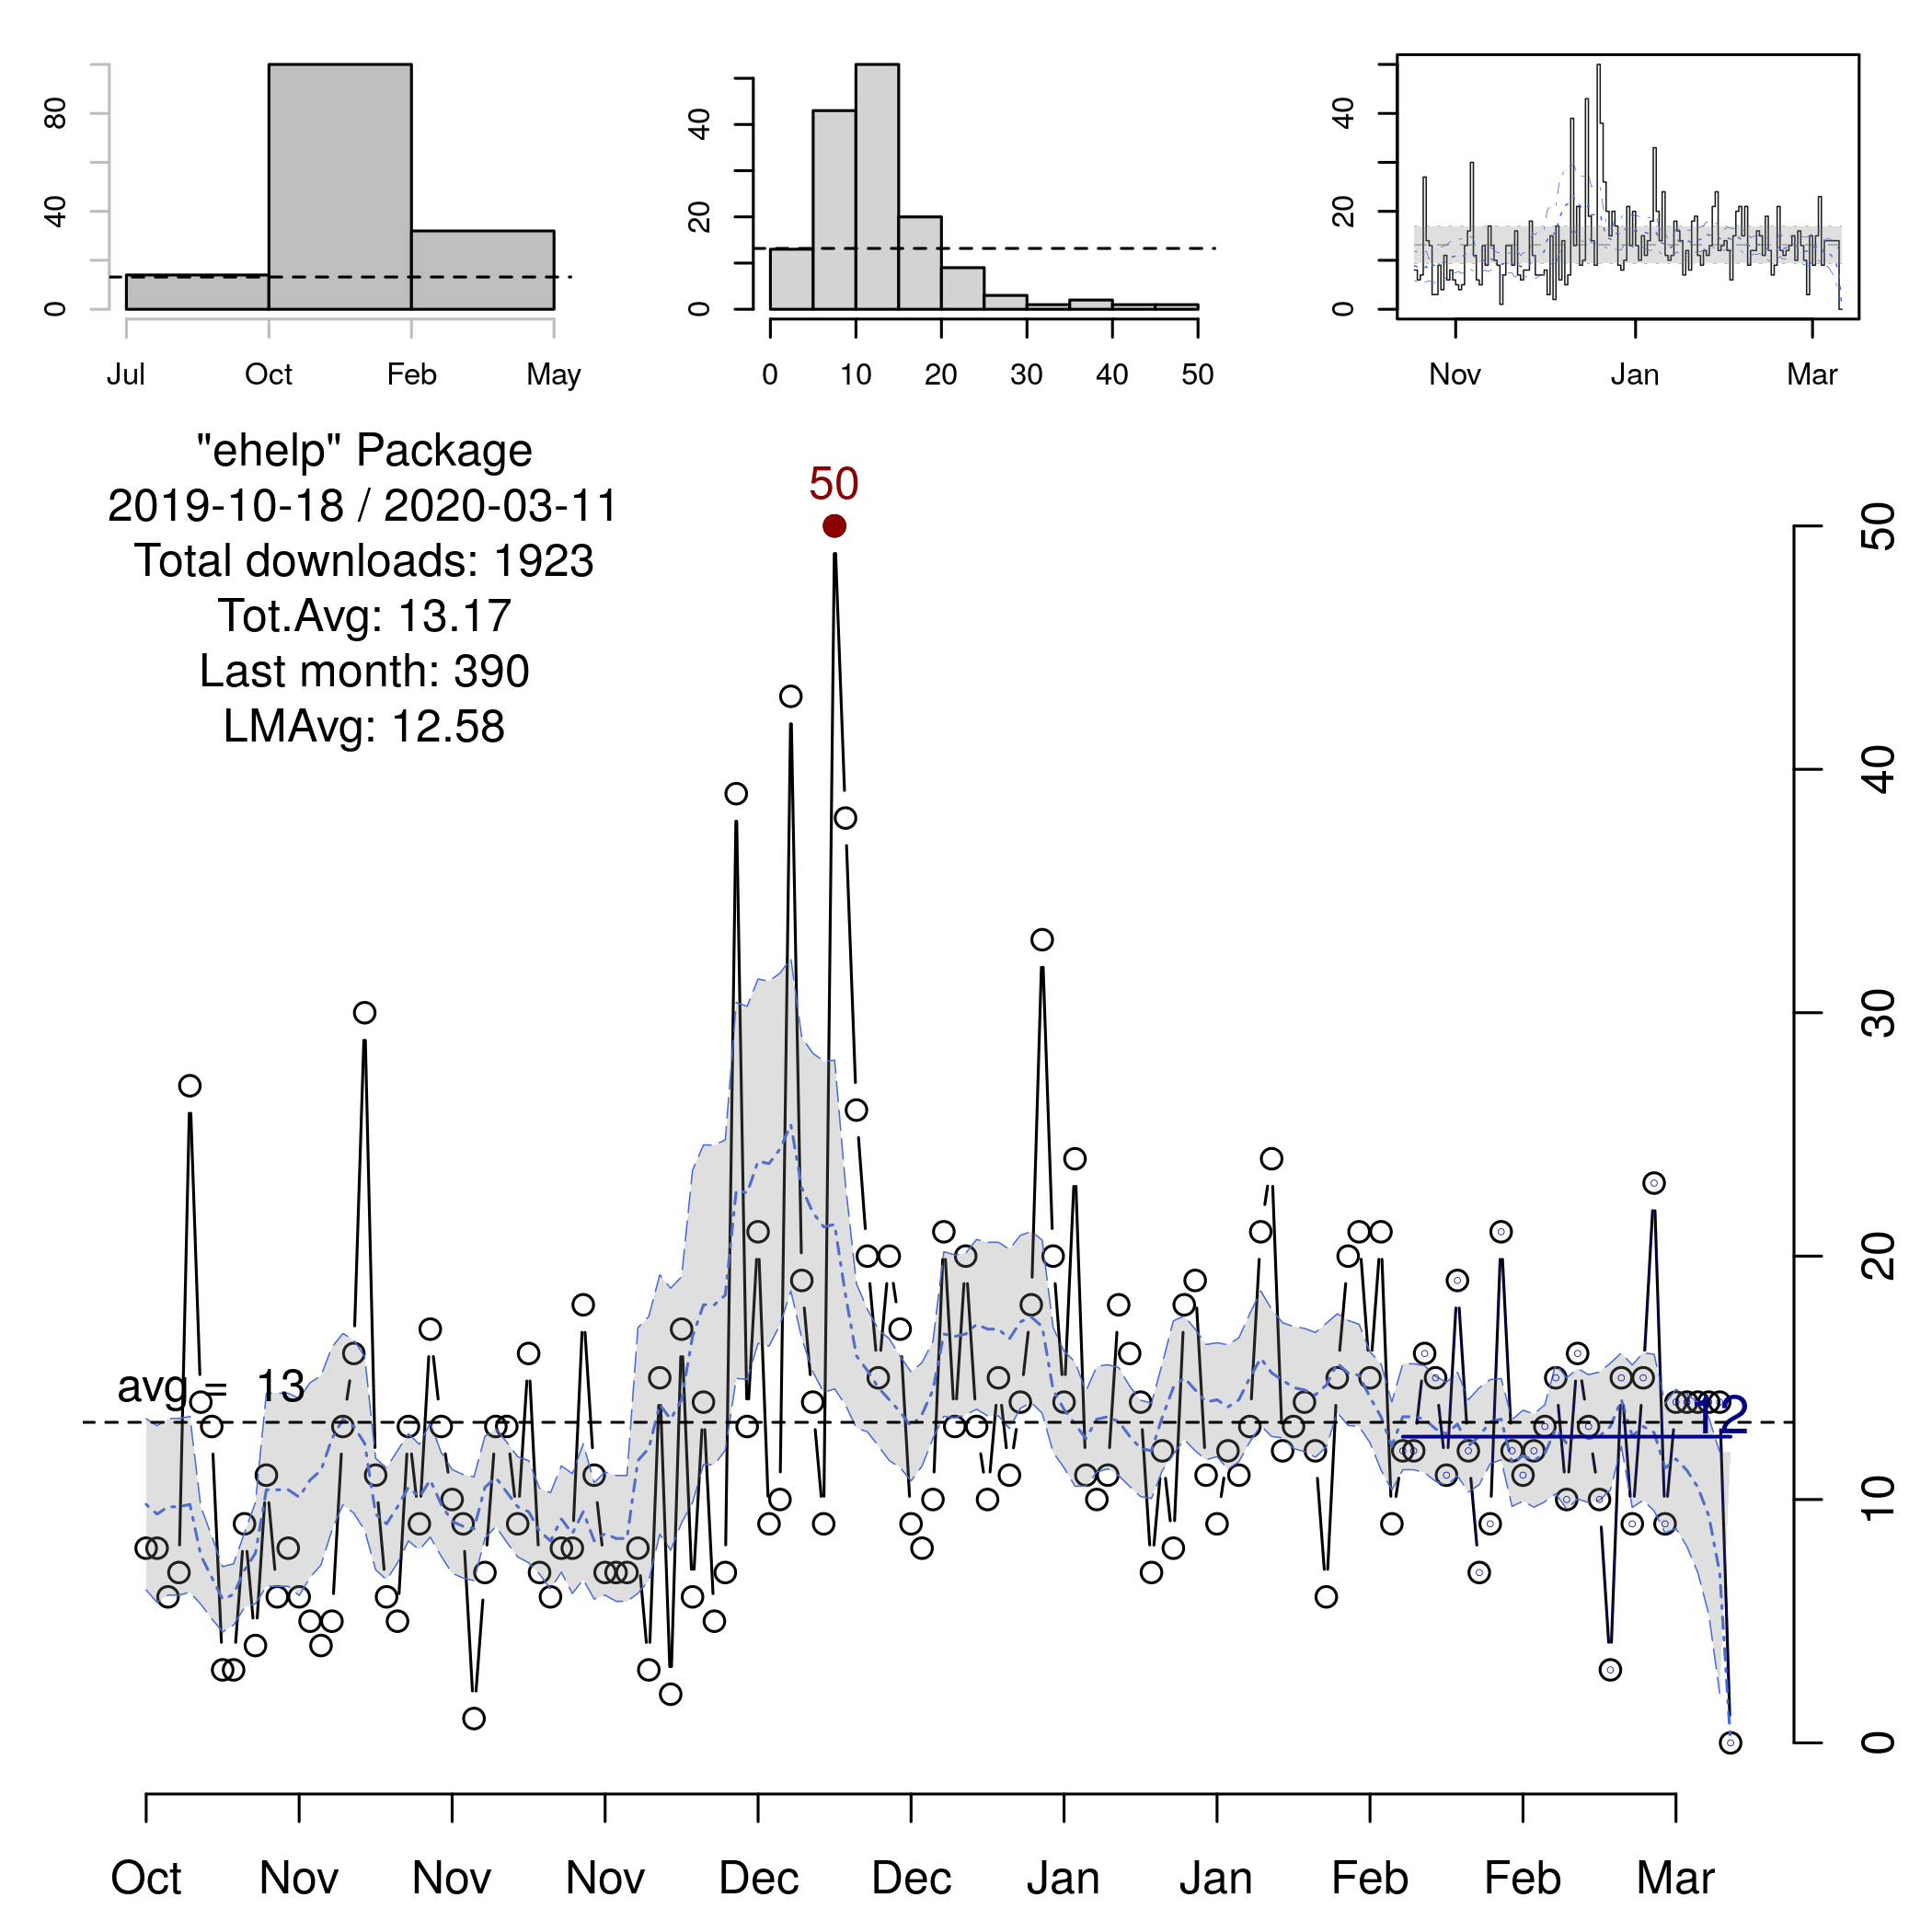 80
40
0
Jul Oct Feb May
40
20
0
0 10 20 30 40 50
40
20
0
Nov Jan Mar
"ehelp" Package
2019-10-18 / 2020-03-11
Total downloads: 1923
Tot.Avg: 13.17
Last month: 390
LMAvg: 12.58
50
avg = 13
12
50
40
30
20
10
0
Oct Nov Nov Nov Dec Dec Jan Jan Feb Feb Mar